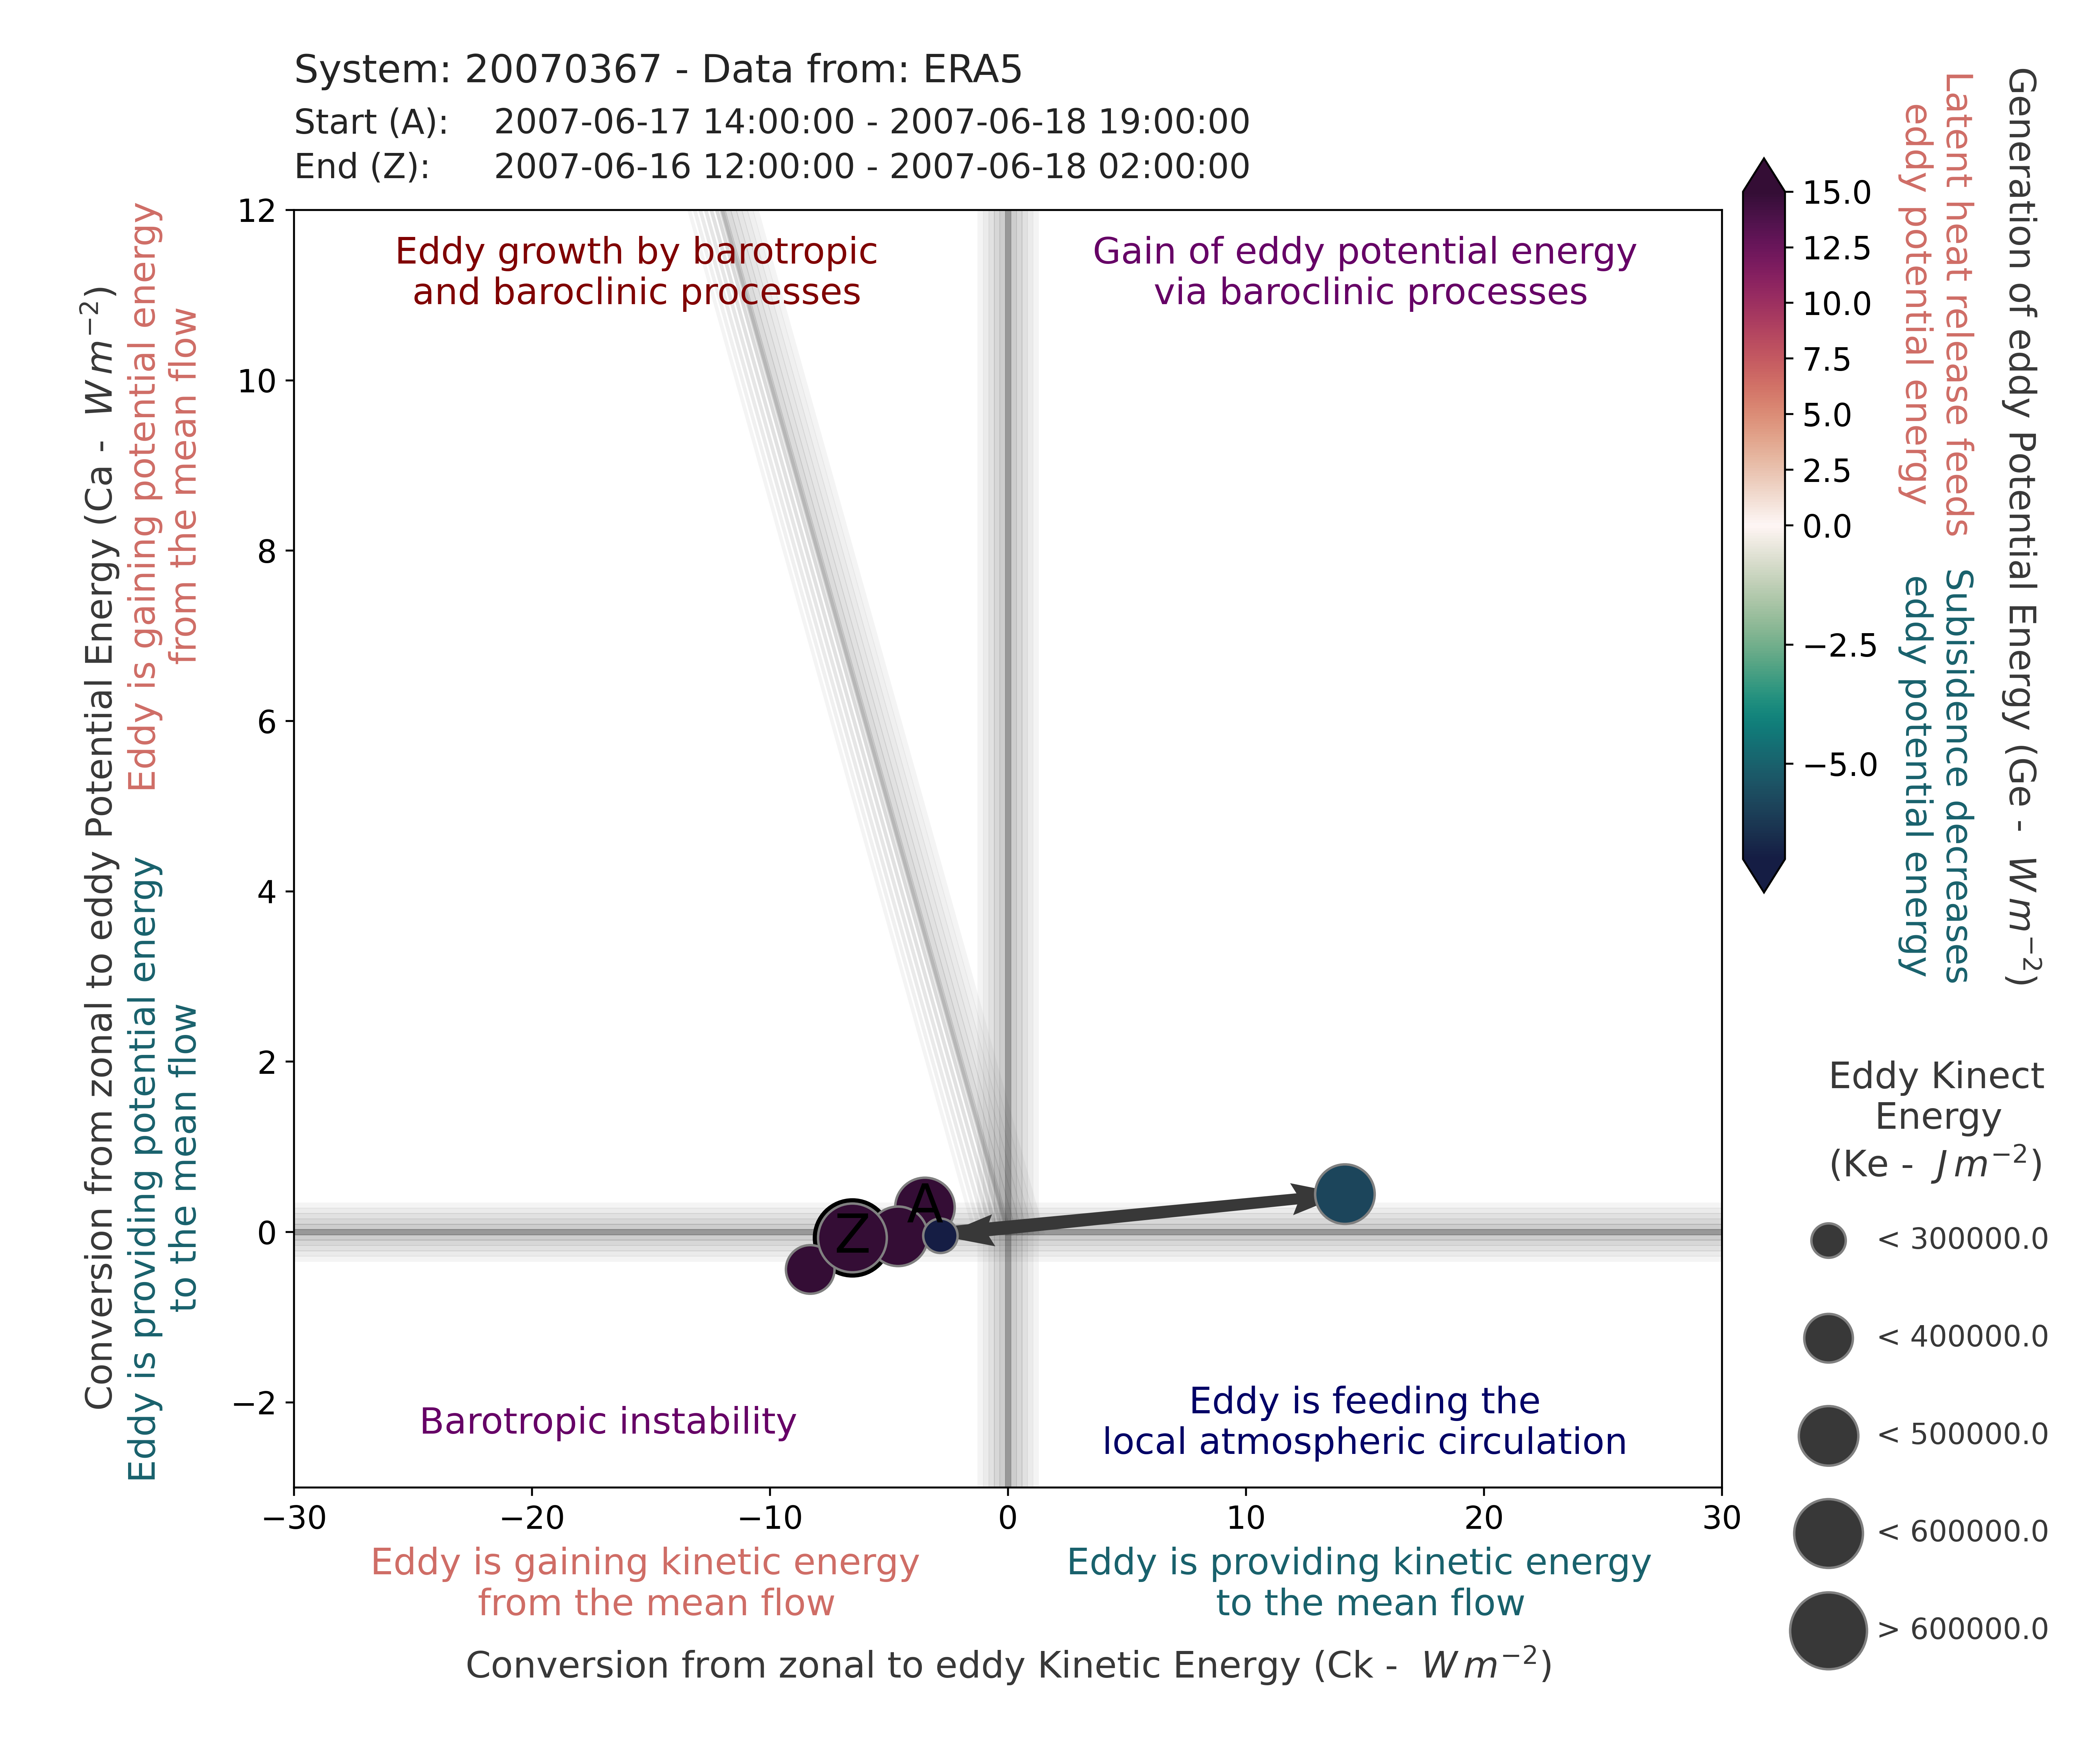 System: 20070367 - Data from: ERA5
Start (A): 2007-06-17 14:00:00 - 2007-06-18 19:00:00
End (Z): 2007-06-16 12:00:00 - 2007-06-18 02:00:00
Conversion from zonal to eddy Potential Energy (Ca - W m⁻²)
Eddy is gaining potential energy
from the mean flow
Eddy is providing potential energy
to the mean flow
12
10
8
6
4
2
0
−2
Eddy growth by barotropic
and baroclinic processes
Gain of eddy potential energy
via baroclinic processes
A
Z
Barotropic instability
Eddy is feeding the
local atmospheric circulation
−30
−20
−10
0
10
20
30
Eddy is gaining kinetic energy
from the mean flow
Eddy is providing kinetic energy
to the mean flow
Conversion from zonal to eddy Kinetic Energy (Ck - W m⁻²)
15.0
12.5
10.0
7.5
5.0
2.5
0.0
−2.5
−5.0
Latent heat release feeds
eddy potential energy
Subisidence decreases
eddy potential energy
Generation of eddy Potential Energy (Ge - W m⁻²)
Eddy Kinect
Energy
(Ke - J m⁻²)
< 300000.0
< 400000.0
< 500000.0
< 600000.0
> 600000.0